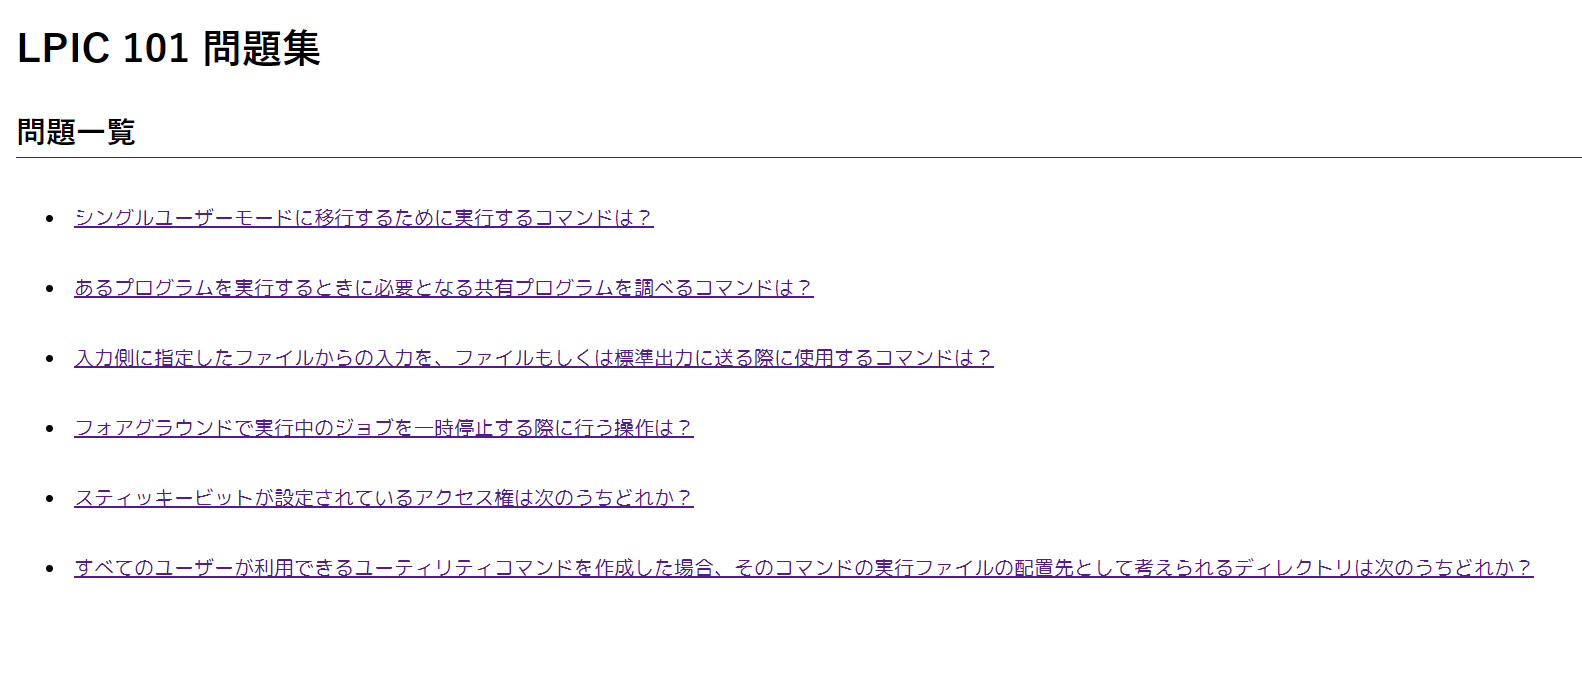 LPIC 101 問題集
問題一覧
シングルユーザーモードに移行するために実行するコマンドは？
あるプログラムを実行するときに必要となる共有プログラムを調べるコマンドは？
入力側に指定したファイルからの入力を、ファイルもしくは標準出力に送る際に使用するコマンドは？
フォアグラウンドで実行中のジョブを一時停止する際に行う操作は？
スティッキービットが設定されているアクセス権は次のうちどれか？
すべてのユーザーが利用できるユーティリティコマンドを作成した場合、そのコマンドの実行ファイルの配置先として考えられるディレクトリは次のうちどれか？